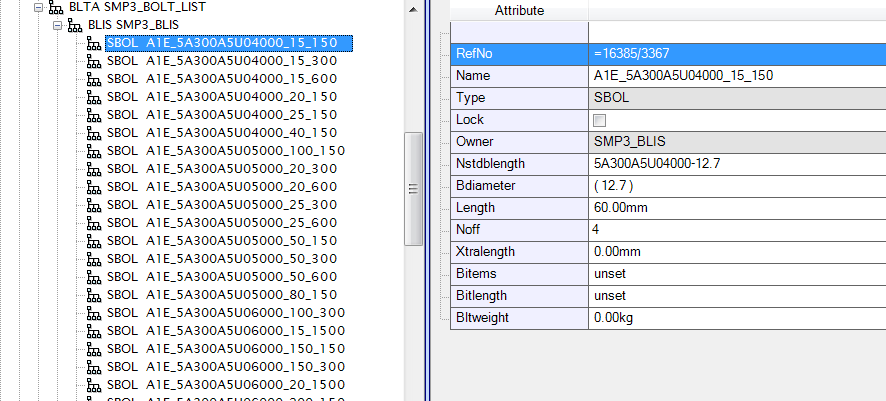 BLTA SMP3_BOLT_LIST
BLIS SMP3_BLIS
SBOL A1E_5A300A5U04000_15_150
SBOL A1E_5A300A5U04000_15_300
SBOL A1E_5A300A5U04000_15_600
SBOL A1E_5A300A5U04000_20_150
SBOL A1E_5A300A5U04000_25_150
SBOL A1E_5A300A5U04000_40_150
SBOL A1E_5A300A5U05000_100_150
SBOL A1E_5A300A5U05000_20_300
SBOL A1E_5A300A5U05000_20_600
SBOL A1E_5A300A5U05000_25_300
SBOL A1E_5A300A5U05000_25_600
SBOL A1E_5A300A5U05000_50_150
SBOL A1E_5A300A5U05000_50_300
SBOL A1E_5A300A5U05000_50_600
SBOL A1E_5A300A5U05000_80_150
SBOL A1E_5A300A5U06000_100_300
SBOL A1E_5A300A5U06000_15_1500
SBOL A1E_5A300A5U06000_150_150
SBOL A1E_5A300A5U06000_150_300
SBOL A1E_5A300A5U06000_20_1500
Attribute
RefNo =16385/3367
Name A1E_5A300A5U04000_15_150
Type SBOL
Lock
Owner SMP3_BLIS
Nstdblength 5A300A5U04000-12.7
Bdiameter ( 12.7 )
Length 60.00mm
Noff 4
Xtralength 0.00mm
Bitems unset
Bitlength unset
Bltweight 0.00kg